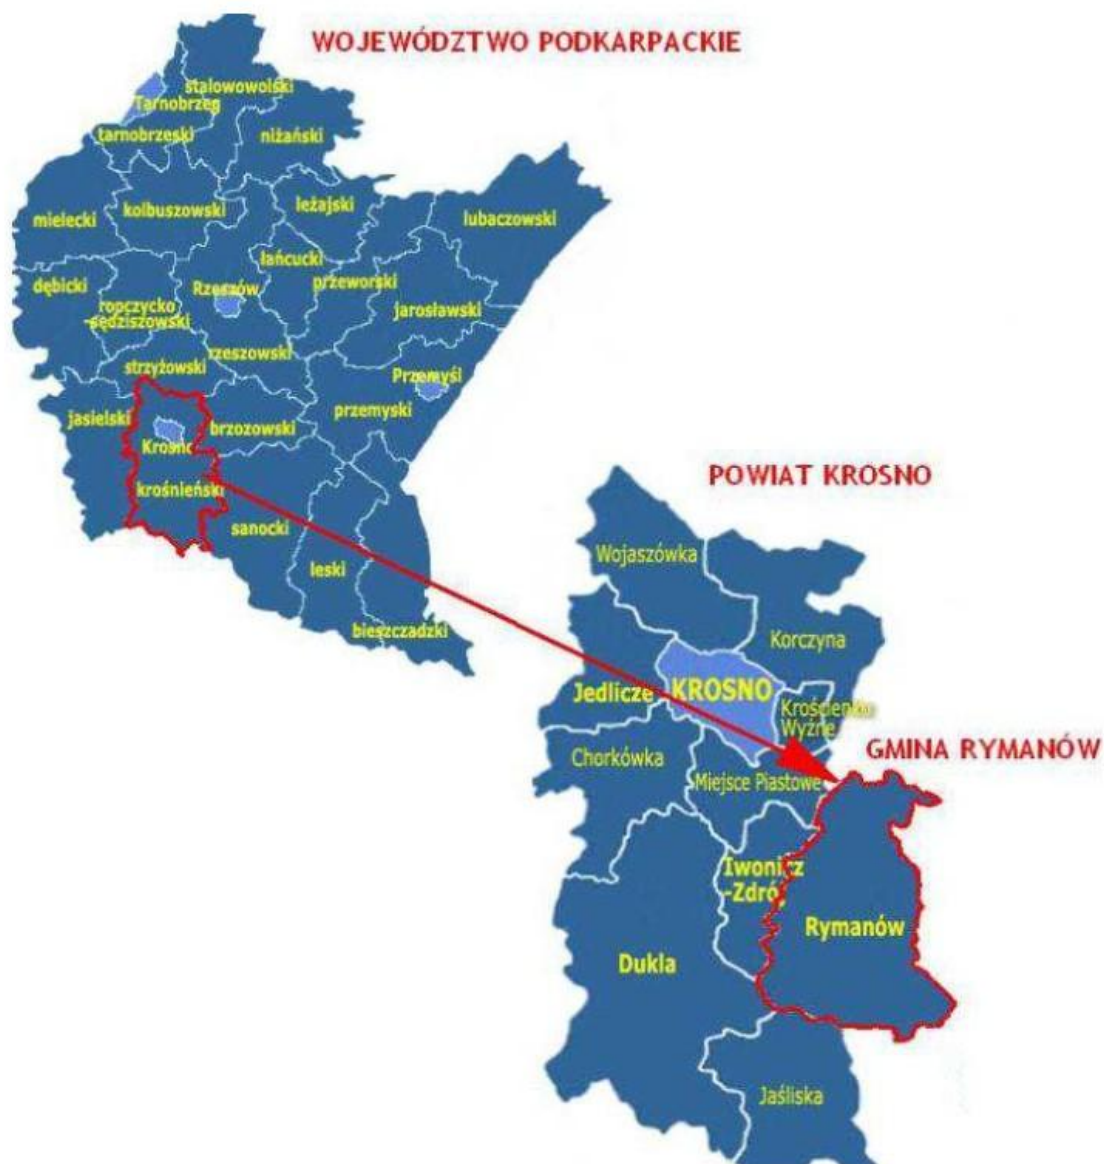 WOJEWÓDZTWO PODKARPACKIE
stalowowolski
Tarnobrzeg
tarnobrzeski
niżański
mielecki
kolbuszowski
leżajski
lubaczowski
dębicki
ropczycko
-sędziszowski
Rzeszów
łańcucki
przeworski
jarosławski
strzyżowski
rzeszowski
Przemyśl
jasielski
brzozowski
przemyski
Krosno
krośnieński
sanocki
leski
bieszczadzki
POWIAT KROSNO
Wojaszówka
Korczyna
Jedlicze
KROSNO
Krościenko
Wyżne
GMINA RYMANÓW
Chorkówka
Miejsce Piastowe
Iwonicz
-Zdrój
Rymanów
Dukla
Jaśliska